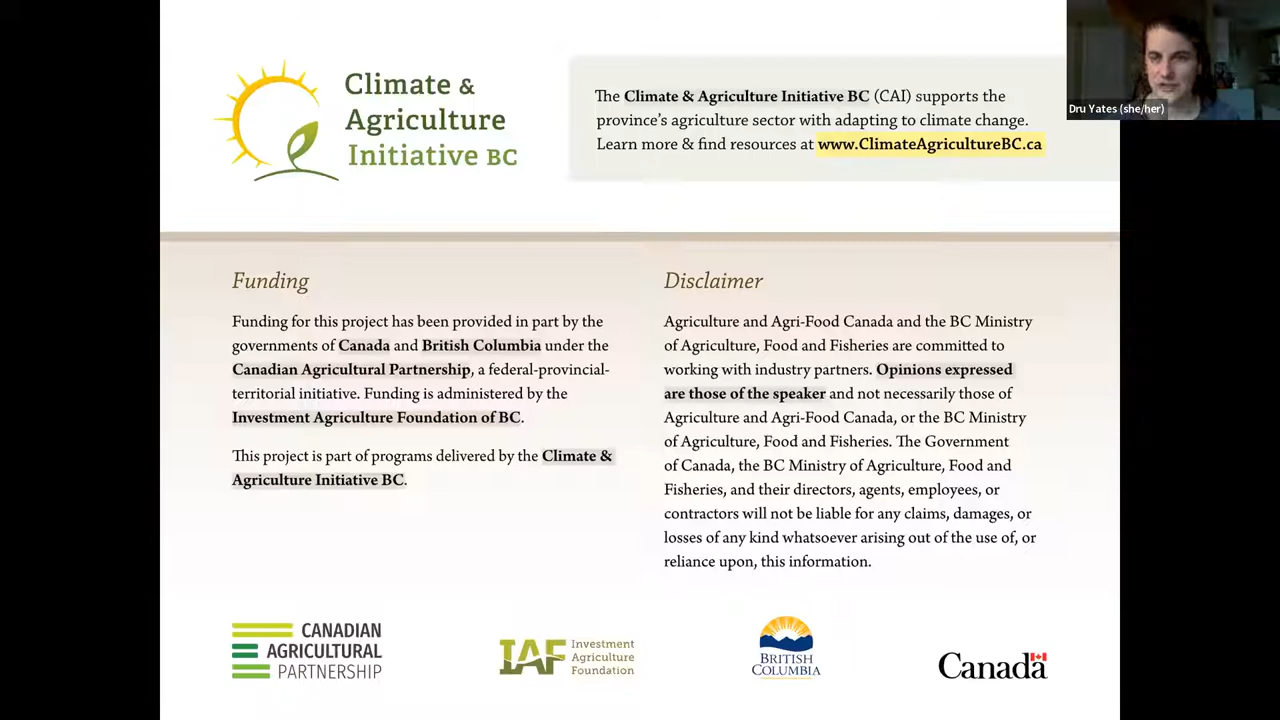 Climate &
Agriculture
Initiative BC
The Climate & Agriculture Initiative BC (CAI) supports the
province's agriculture sector with adapting to climate change.
Learn more & find resources at www.ClimateAgricultureBC.ca
Dru Yates (she/her)
Funding
Funding for this project has been provided in part by the
governments of Canada and British Columbia under the
Canadian Agricultural Partnership, a federal-provincial-
territorial initiative. Funding is administered by the
Investment Agriculture Foundation of BC.
This project is part of programs delivered by the Climate &
Agriculture Initiative BC.
Disclaimer
Agriculture and Agri-Food Canada and the BC Ministry
of Agriculture, Food and Fisheries are committed to
working with industry partners. Opinions expressed
are those of the speaker and not necessarily those of
Agriculture and Agri-Food Canada, or the BC Ministry
of Agriculture, Food and Fisheries. The Government
of Canada, the BC Ministry of Agriculture, Food and
Fisheries, and their directors, agents, employees, or
contractors will not be liable for any claims, damages, or
losses of any kind whatsoever arising out of the use of, or
reliance upon, this information.
CANADIAN
AGRICULTURAL
PARTNERSHIP
IAF
Investment
Agriculture
Foundation
BRITISH
COLUMBIA
Canada